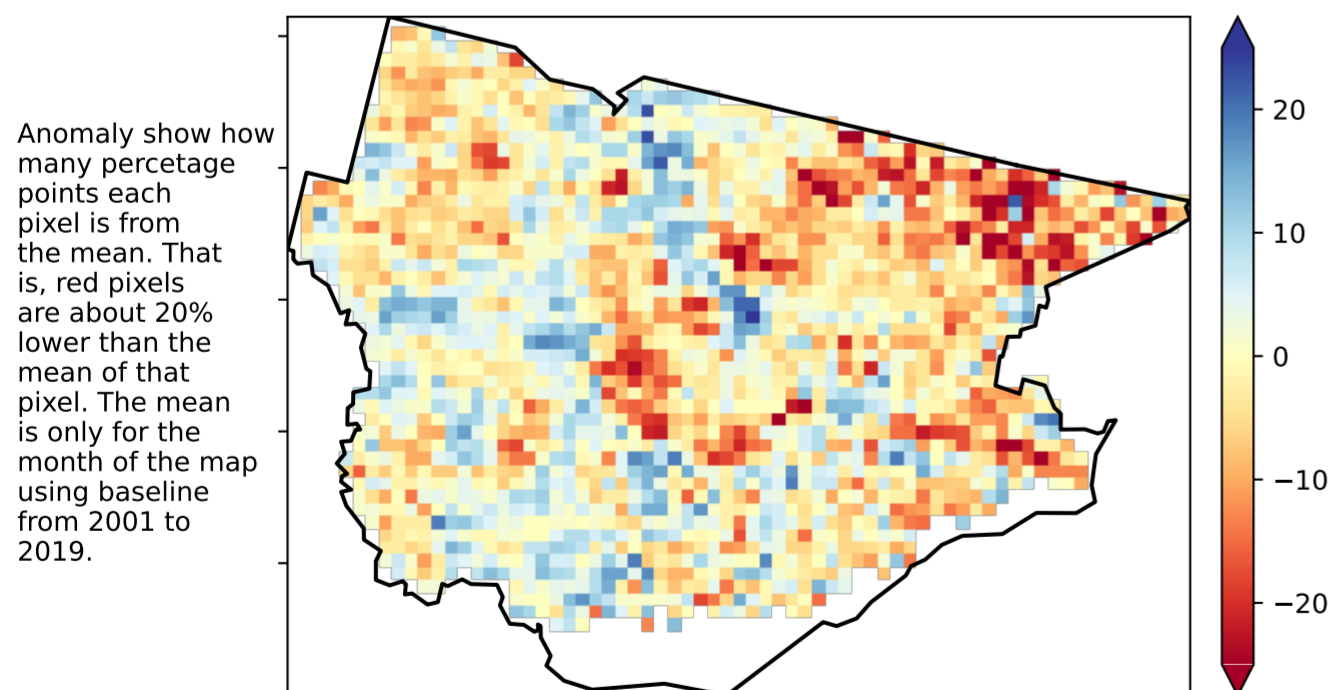 Anomaly show how
many percetage
points each
pixel is from
the mean. That
is, red pixels
are about 20%
lower than the
mean of that
pixel. The mean
is only for the
month of the map
using baseline
from 2001 to
2019.
20
10
0
−10
−20